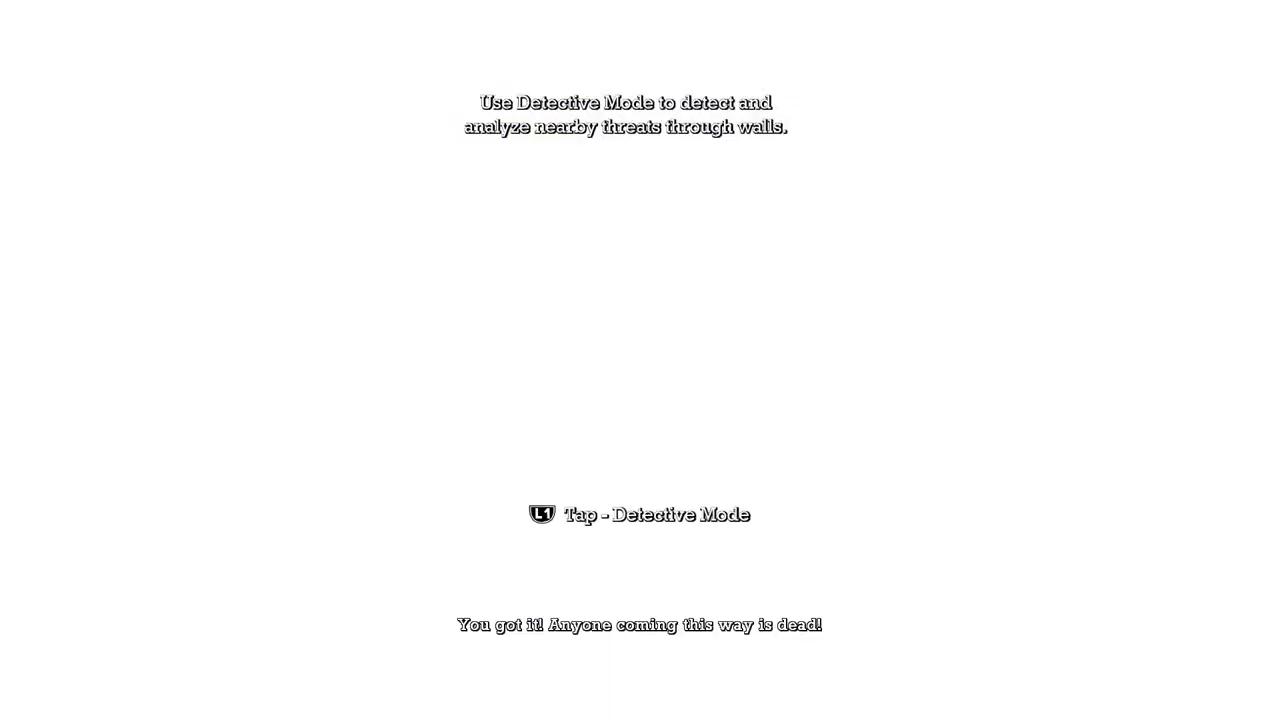 Use Detective Mode to detect and
analyze nearby threats through walls.
L1 Tap - Detective Mode
You got it! Anyone coming this way is dead!